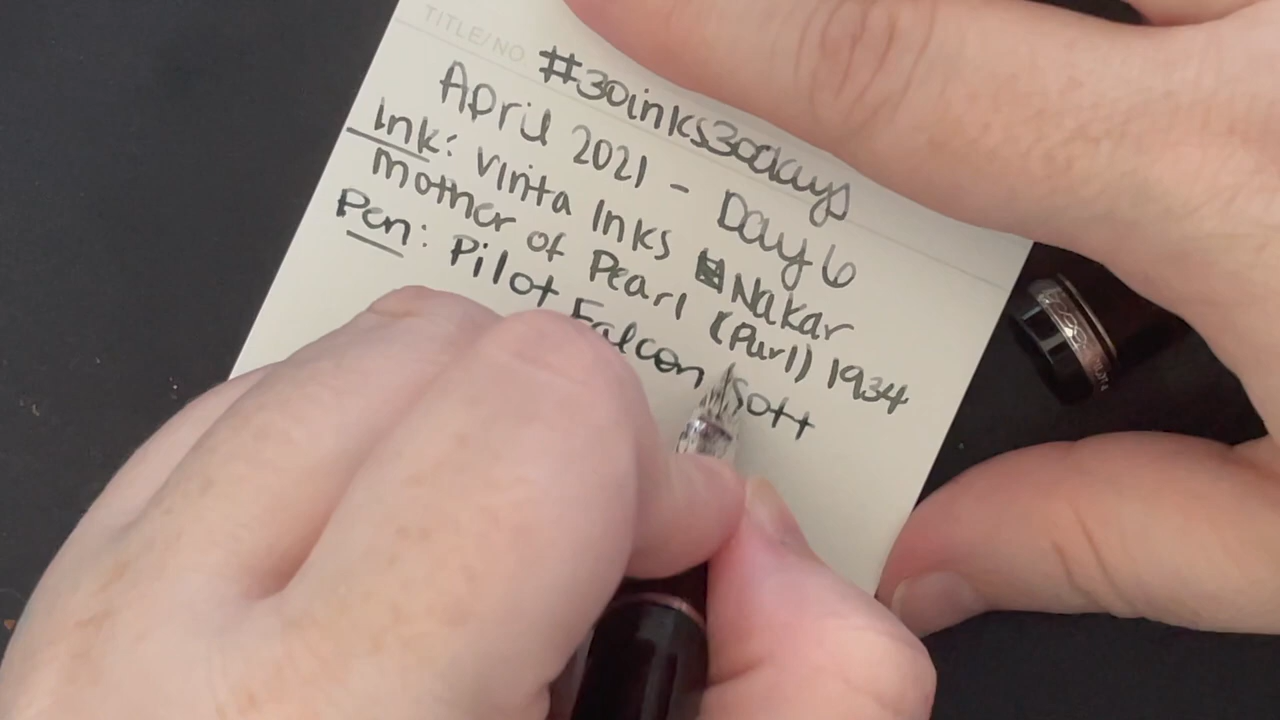 TITLE/NO
#30inks30days
April 2021 - Day 6
Ink: Vinta Inks Nakar
Mother of Pearl (Purl) 1934
Pen: Pilot Falcon Soft